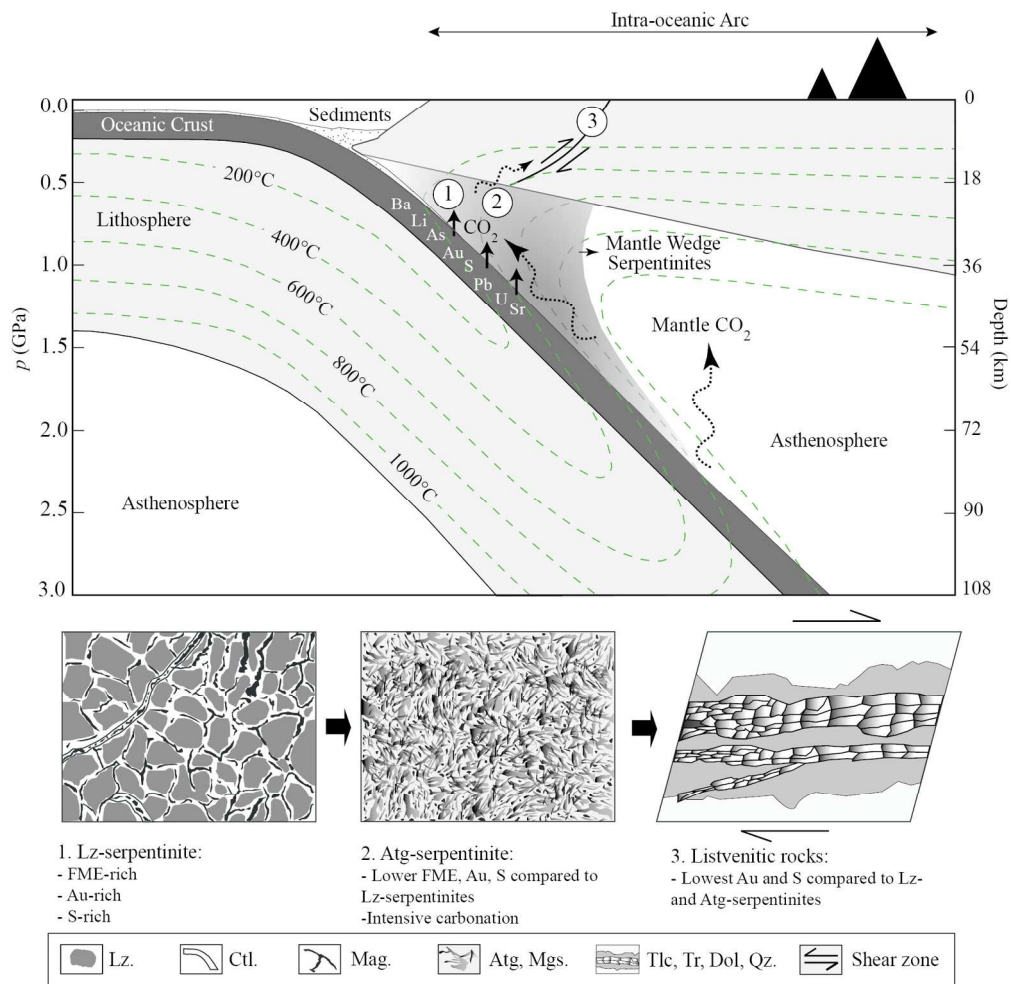 Intra-oceanic Arc
0.0
0.5
1.0
1.5
2.0
2.5
3.0
p (GPa)
0
18
36
54
72
90
108
Depth (km)
Sediments
Oceanic Crust
3
200°C
1
2
Lithosphere
Ba
Li
As
Au
S
Pb
U
Sr
CO2
400°C
Mantle Wedge
Serpentinites
600°C
Mantle CO2
800°C
1000°C
Asthenosphere
Asthenosphere
1. Lz-serpentinite:
- FME-rich
- Au-rich
- S-rich
2. Atg-serpentinite:
- Lower FME, Au, S compared to
Lz-serpentinites
-Intensive carbonation
3. Listvenitic rocks:
- Lowest Au and S compared to Lz-
and Atg-serpentinites
Lz.
Ctl.
Mag.
Atg, Mgs.
Tlc, Tr, Dol, Qz.
Shear zone